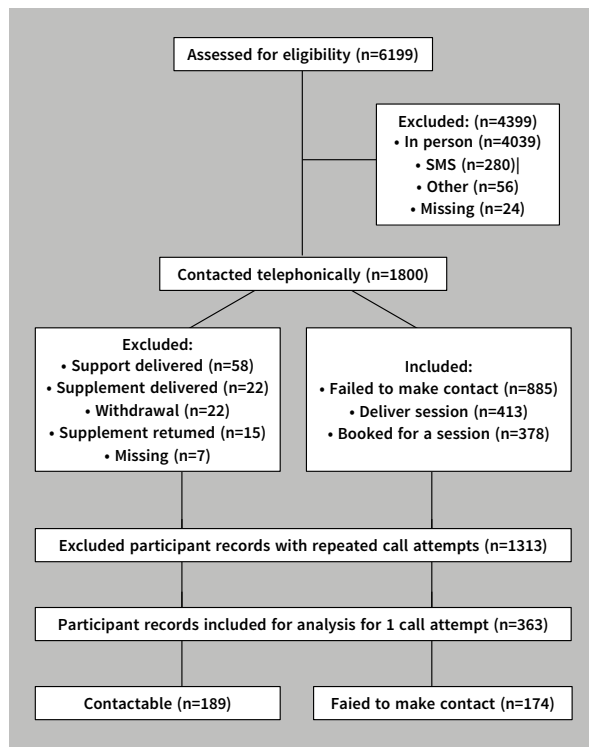 Assessed for eligibility (n=6199)
Excluded: (n=4399)
• In person (n=4039)
• SMS (n=280)|
• Other (n=56)
• Missing (n=24)
Contacted telephonically (n=1800)
Excluded:
• Support delivered (n=58)
• Supplement delivered (n=22)
• Withdrawal (n=22)
• Supplement retumed (n=15)
• Missing (n=7)
Included:
• Failed to make contact (n=885)
• Deliver session (n=413)
• Booked for a session (n=378)
Excluded participant records with repeated call attempts (n=1313)
Participant records included for analysis for 1 call attempt (n=363)
Contactable (n=189)
Faied to make contact (n=174)